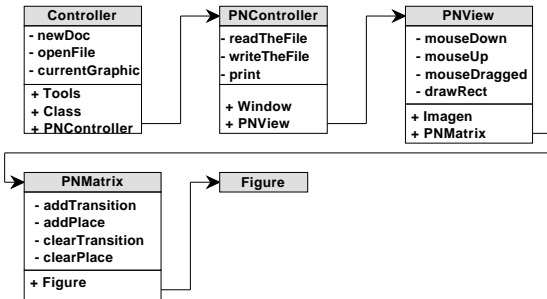 Controller
- newDoc
- openFile
- currentGraphic
+ Tools
+ Class
+ PNController
PNController
- readTheFile
- writeTheFile
- print
+ Window
+ PNView
PNView
- mouseDown
- mouseUp
- mouseDragged
- drawRect
+ Imagen
+ PNMatrix
PNMatrix
- addTransition
- addPlace
- clearTransition
- clearPlace
+ Figure
Figure